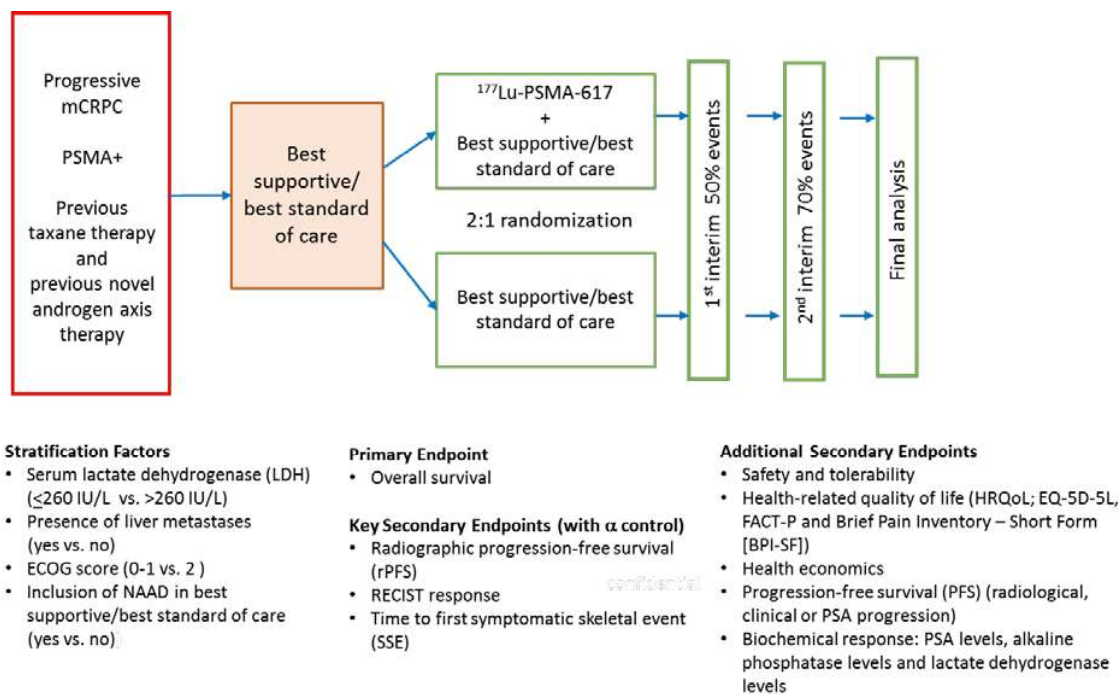 Progressive
mCRPC
PSMA+
Previous
taxane therapy
and
previous novel
androgen axis
therapy
Best
supportive/
best standard
of care
¹⁷⁷Lu-PSMA-617
+
Best supportive/best
standard of care
2:1 randomization
Best supportive/best
standard of care
1ˢᵗ interim 50% events
2ⁿᵈ interim 70% events
Final analysis
Stratification Factors
• Serum lactate dehydrogenase (LDH)
(≤260 IU/L vs. >260 IU/L)
• Presence of liver metastases
(yes vs. no)
• ECOG score (0-1 vs. 2 )
• Inclusion of NAAD in best
supportive/best standard of care
(yes vs. no)
Primary Endpoint
• Overall survival
Key Secondary Endpoints (with α control)
• Radiographic progression-free survival
(rPFS)
• RECIST response
• Time to first symptomatic skeletal event
(SSE)
confidential
Additional Secondary Endpoints
• Safety and tolerability
• Health-related quality of life (HRQoL; EQ-5D-5L,
FACT-P and Brief Pain Inventory – Short Form
[BPI-SF])
• Health economics
• Progression-free survival (PFS) (radiological,
clinical or PSA progression)
• Biochemical response: PSA levels, alkaline
phosphatase levels and lactate dehydrogenase
levels